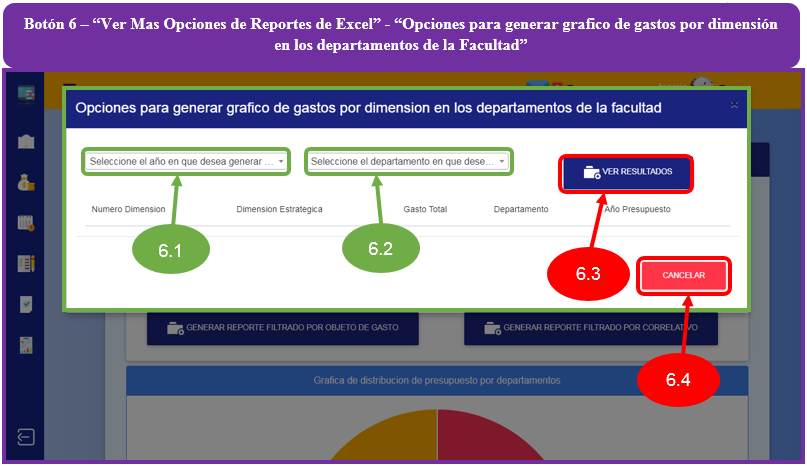 Botón 6 – “Ver Mas Opciones de Reportes de Excel” - “Opciones para generar grafico de gastos por dimensión
en los departamentos de la Facultad”
Opciones para generar grafico de gastos por dimension en los departamentos de la facultad
×
Seleccione el año en que desea generar ...
Seleccione el departamento en que dese...
VER RESULTADOS
Numero Dimension
Dimension Estrategica
Gasto Total
Departamento
Año Presupuesto
6.1
6.2
6.3
CANCELAR
GENERAR REPORTE FILTRADO POR OBJETO DE GASTO
GENERAR REPORTE FILTRADO POR CORRELATIVO
6.4
Grafica de distribucion de presupuesto por departamentos